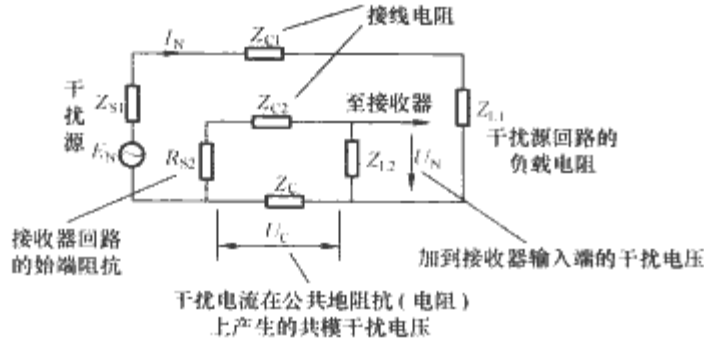 接线电阻
I_N
Z_C1
干扰源
Z_S1
E_N
Z_C2
至接收器
Z_L1
干扰源回路的
负载电阻
R_S2
Z_L2
U_N
Z_C
接收器回路
的始端阻抗
U_C
加到接收器输入端的干扰电压
干扰电流在公共地阻抗(电阻)
上产生的共模干扰电压